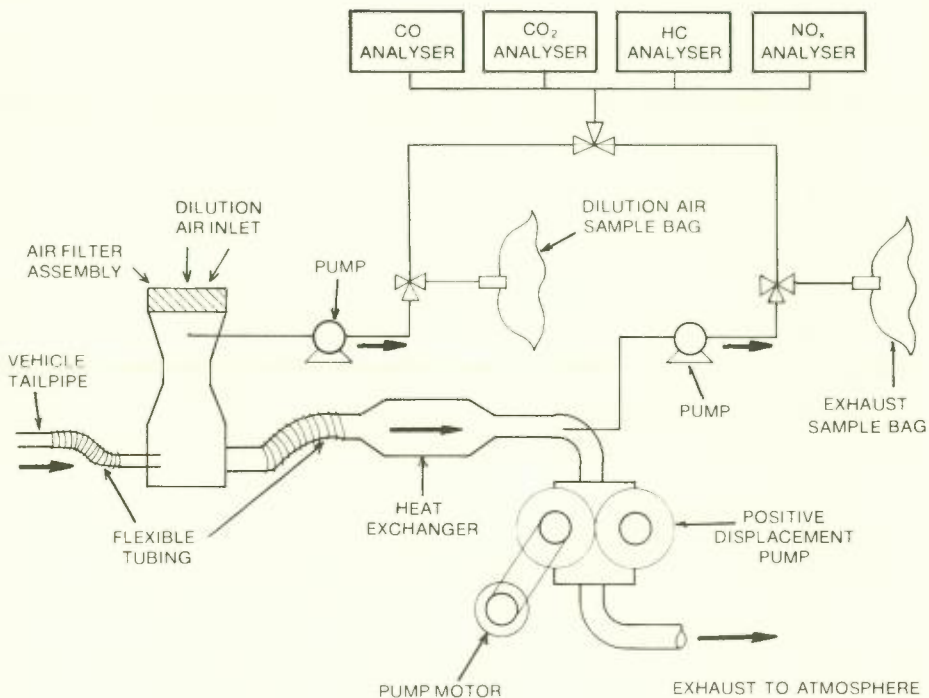 CO
ANALYSER
CO₂
ANALYSER
HC
ANALYSER
NOₓ
ANALYSER
DILUTION
AIR INLET
AIR FILTER
ASSEMBLY
PUMP
DILUTION AIR
SAMPLE BAG
VEHICLE
TAILPIPE
PUMP
EXHAUST
SAMPLE BAG
FLEXIBLE
TUBING
HEAT
EXCHANGER
POSITIVE
DISPLACEMENT
PUMP
PUMP MOTOR
EXHAUST TO ATMOSPHERE